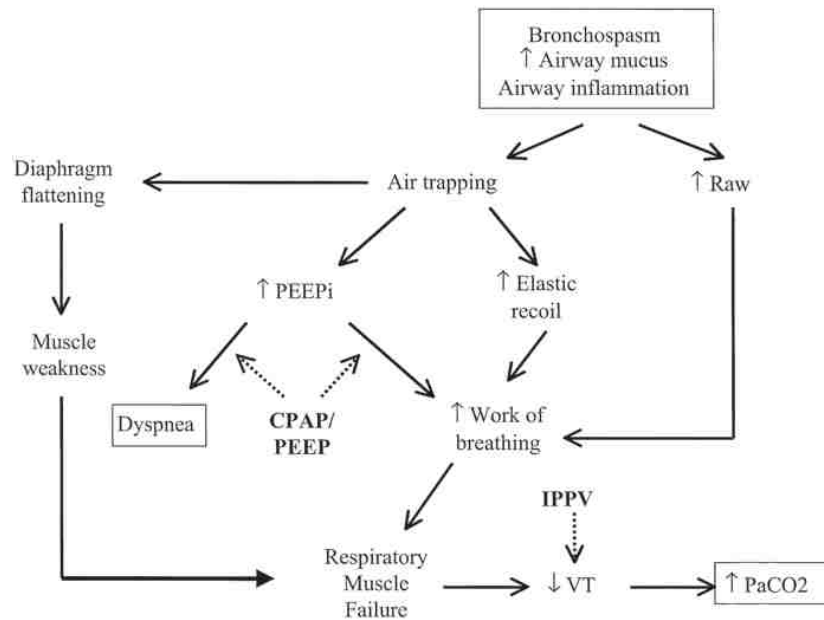 Bronchospasm
↑ Airway mucus
Airway inflammation
Diaphragm
flattening
Air trapping
↑ Raw
↑ PEEPi
↑ Elastic
recoil
Muscle
weakness
Dyspnea
CPAP/
PEEP
↑ Work of
breathing
IPPV
Respiratory
Muscle
Failure
↓ VT
↑ PaCO2